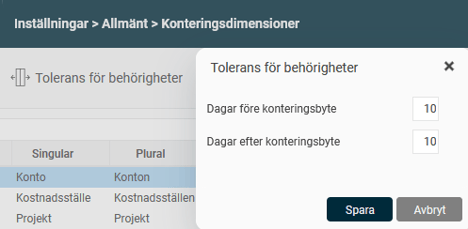 Inställningar > Allmänt > Konteringsdimensioner
Tolerans för behörigheter
Singular Plural
Konto Konton
Kostnadsställe Kostnadsställen
Projekt Projekt
Tolerans för behörigheter ×
Dagar före konteringsbyte 10
Dagar efter konteringsbyte 10
Spara Avbryt